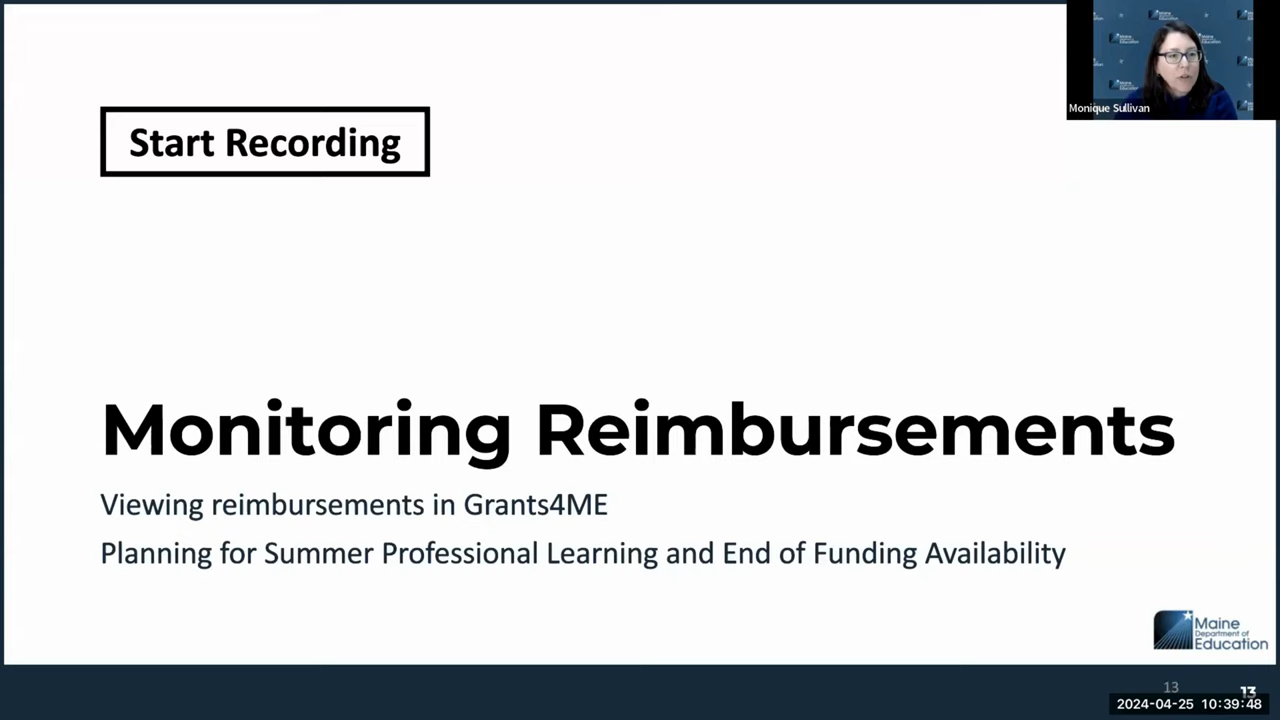 Start Recording
Monique Sullivan
Monitoring Reimbursements
Viewing reimbursements in Grants4ME
Planning for Summer Professional Learning and End of Funding Availability
Maine
Department of
Education
13
13
2024-04-25 10:39:48